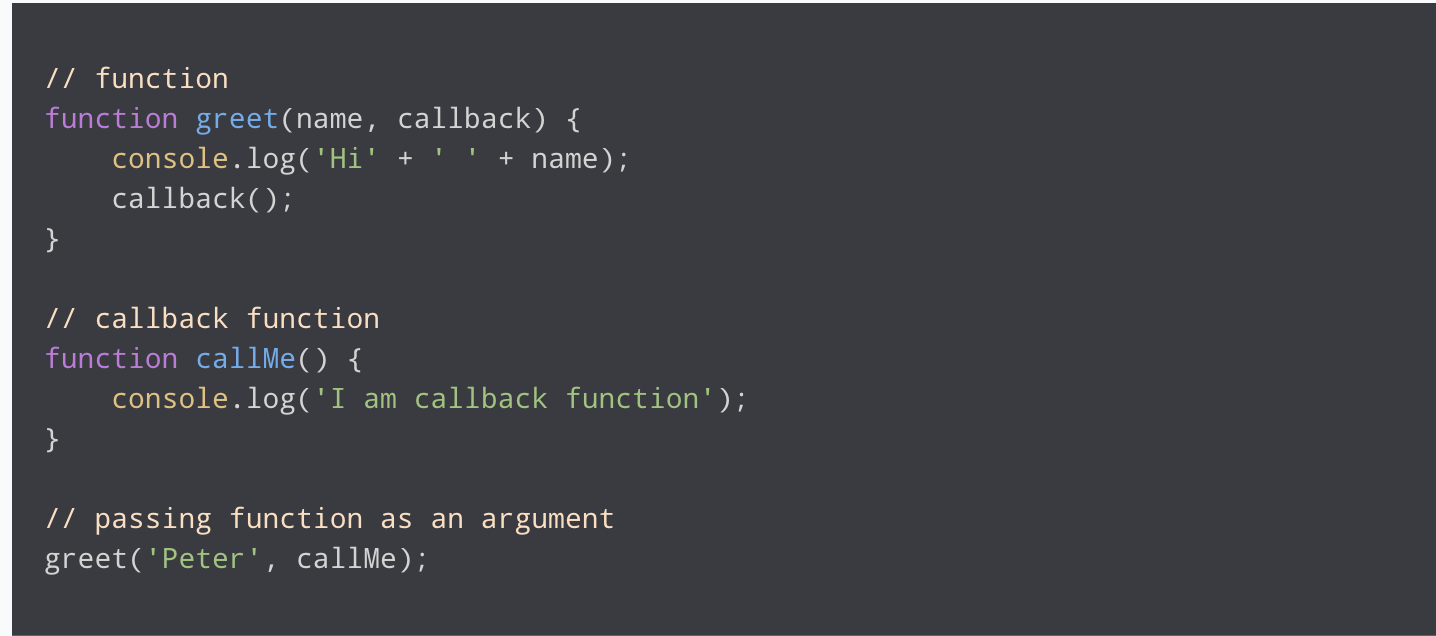 // function
function greet(name, callback) {
    console.log('Hi' + ' ' + name);
    callback();
}

// callback function
function callMe() {
    console.log('I am callback function');
}

// passing function as an argument
greet('Peter', callMe);